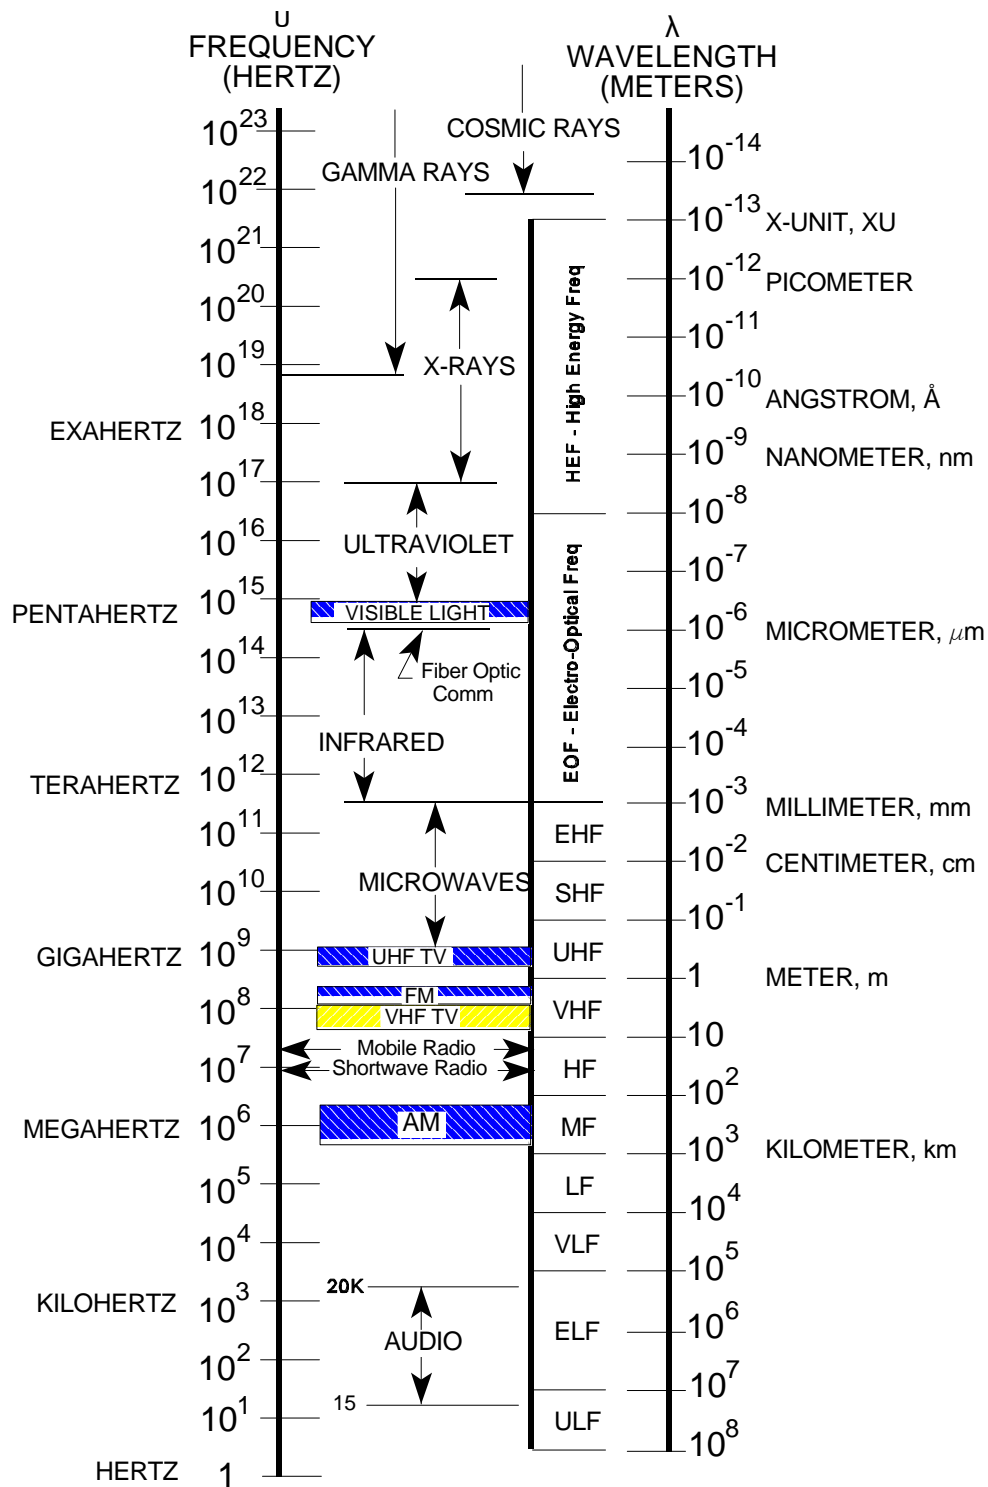 υ
FREQUENCY
(HERTZ)
λ
WAVELENGTH
(METERS)
COSMIC RAYS
GAMMA RAYS
10^23
10^22
10^21
10^20
10^19
10^18
EXAHERTZ
10^17
10^16
10^15
PENTAHERTZ
10^14
10^13
10^12
TERAHERTZ
10^11
10^10
10^9
GIGAHERTZ
10^8
10^7
10^6
MEGAHERTZ
10^5
10^4
10^3
KILOHERTZ
10^2
10^1
HERTZ 1
X-RAYS
ULTRAVIOLET
VISIBLE LIGHT
Fiber Optic
Comm
INFRARED
MICROWAVES
UHF TV
FM
VHF TV
Mobile Radio
Shortwave Radio
AM
20K
AUDIO
15
HEF - High Energy Freq
EOF - Electro-Optical Freq
EHF
SHF
UHF
VHF
HF
MF
LF
VLF
ELF
ULF
10^-14
10^-13 X-UNIT, XU
10^-12 PICOMETER
10^-11
10^-10 ANGSTROM, Å
10^-9 NANOMETER, nm
10^-8
10^-7
10^-6 MICROMETER, μm
10^-5
10^-4
10^-3 MILLIMETER, mm
10^-2 CENTIMETER, cm
10^-1
1 METER, m
10
10^2
10^3 KILOMETER, km
10^4
10^5
10^6
10^7
10^8